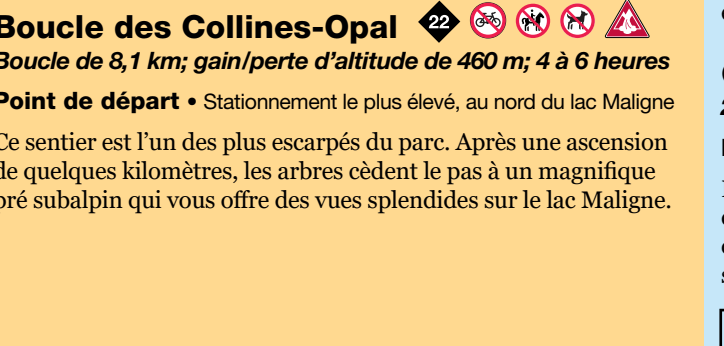 Boucle des Collines-Opal 22
Boucle de 8,1 km; gain/perte d'altitude de 460 m; 4 à 6 heures
Point de départ • Stationnement le plus élevé, au nord du lac Maligne
Ce sentier est l'un des plus escarpés du parc. Après une ascension
de quelques kilomètres, les arbres cèdent le pas à un magnifique
pré subalpin qui vous offre des vues splendides sur le lac Maligne.